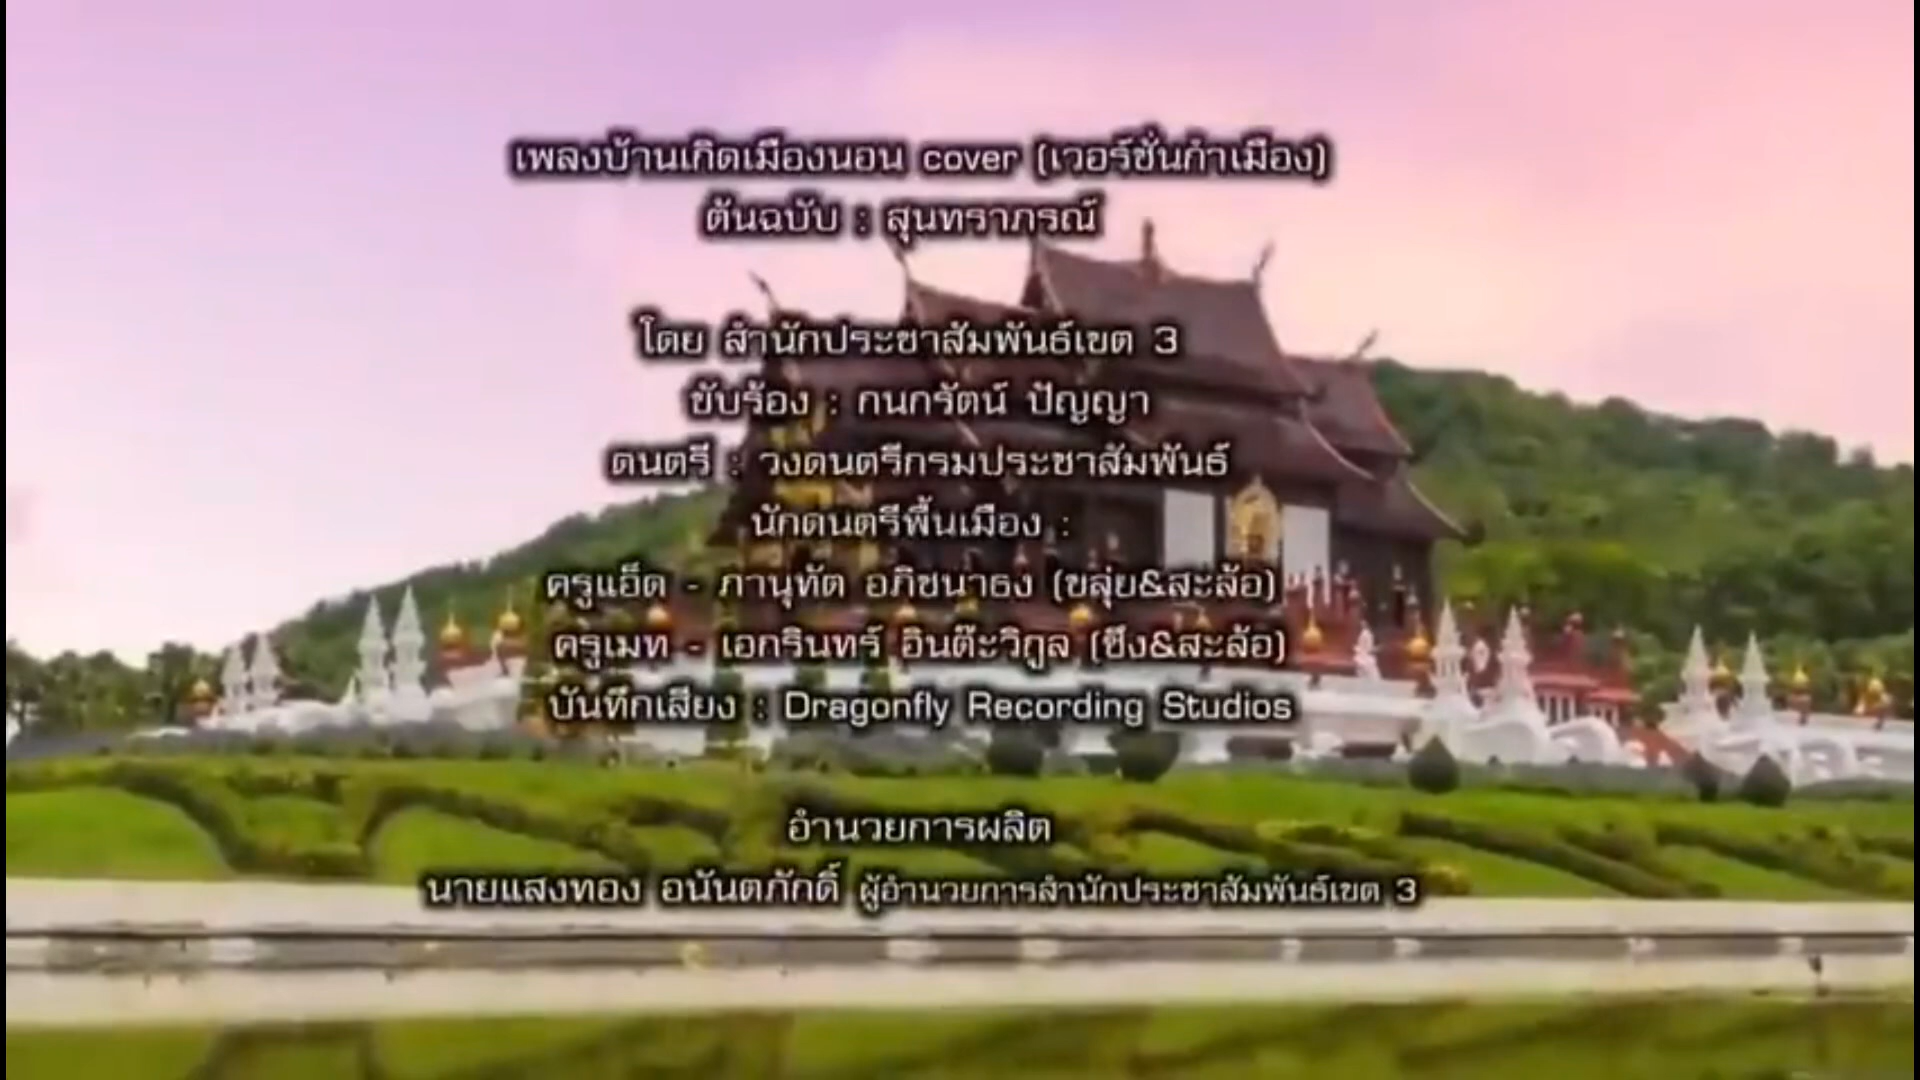 เพลงบ้านเกิดเมืองนอน cover (เวอร์ชั่นกำเมือง)
ต้นฉบับ : สุนทราภรณ์
โดย สำนักประชาสัมพันธ์เขต 3
ขับร้อง : กนกรัตน์ ปัญญา
ดนตรี : วงดนตรีกรมประชาสัมพันธ์
นักดนตรีพื้นเมือง :
ครูแอ็ด - ภานุทัต อภิชนาธง (ขลุ่ย&สะล้อ)
ครูเมท - เอกรินทร์ อินต๊ะวิกูล (ซึง&สะล้อ)
บันทึกเสียง : Dragonfly Recording Studios
อำนวยการผลิต
นายแสงทอง อนันตภักดิ์ ผู้อำนวยการสำนักประชาสัมพันธ์เขต 3